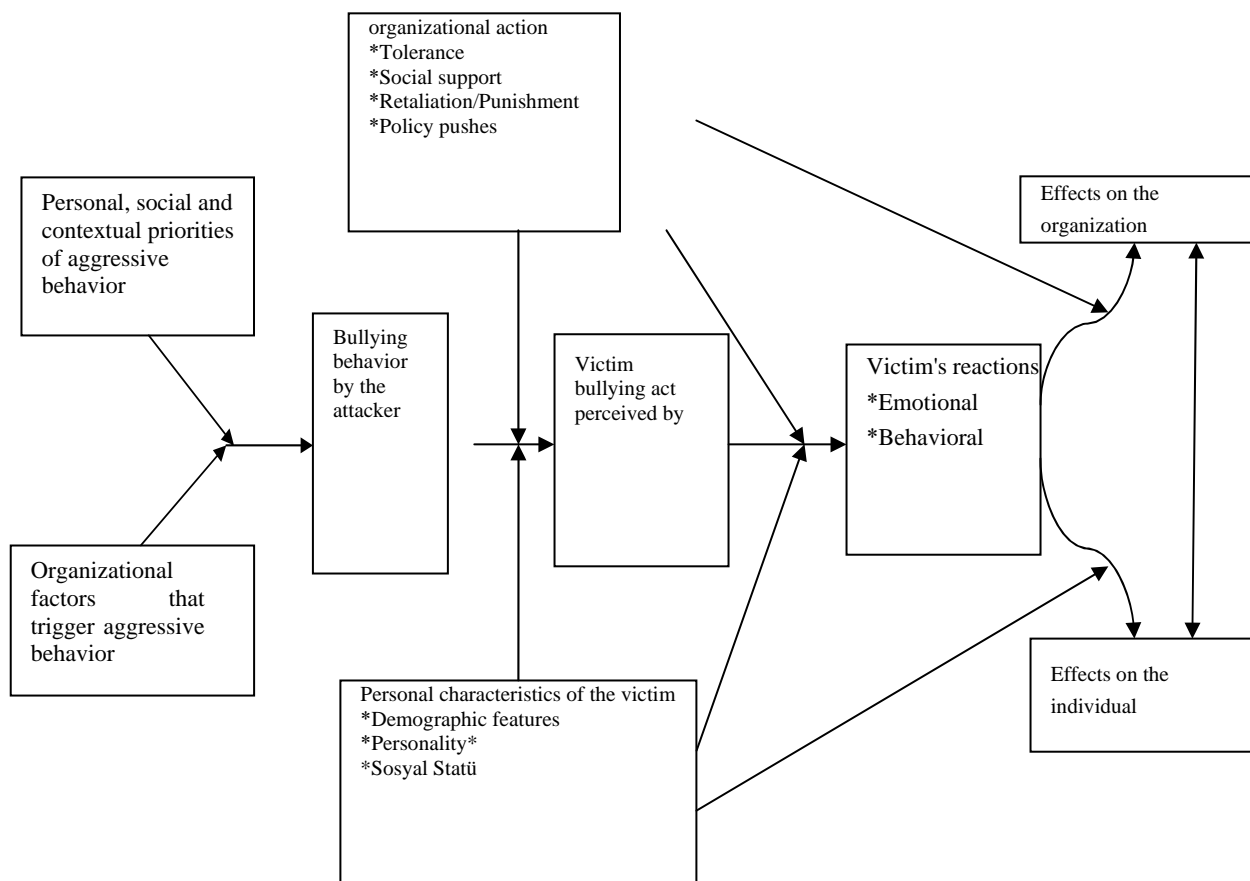 organizational action
*Tolerance
*Social support
*Retaliation/Punishment
*Policy pushes
Personal, social and
contextual priorities
of aggressive
behavior
Effects on the
organization
Bullying
behavior
by the
attacker
Victim
bullying act
perceived by
Victim's reactions
*Emotional
*Behavioral
Organizational
factors that
trigger aggressive
behavior
Personal characteristics of the victim
*Demographic features
*Personality*
*Sosyal Statü
Effects on the
individual